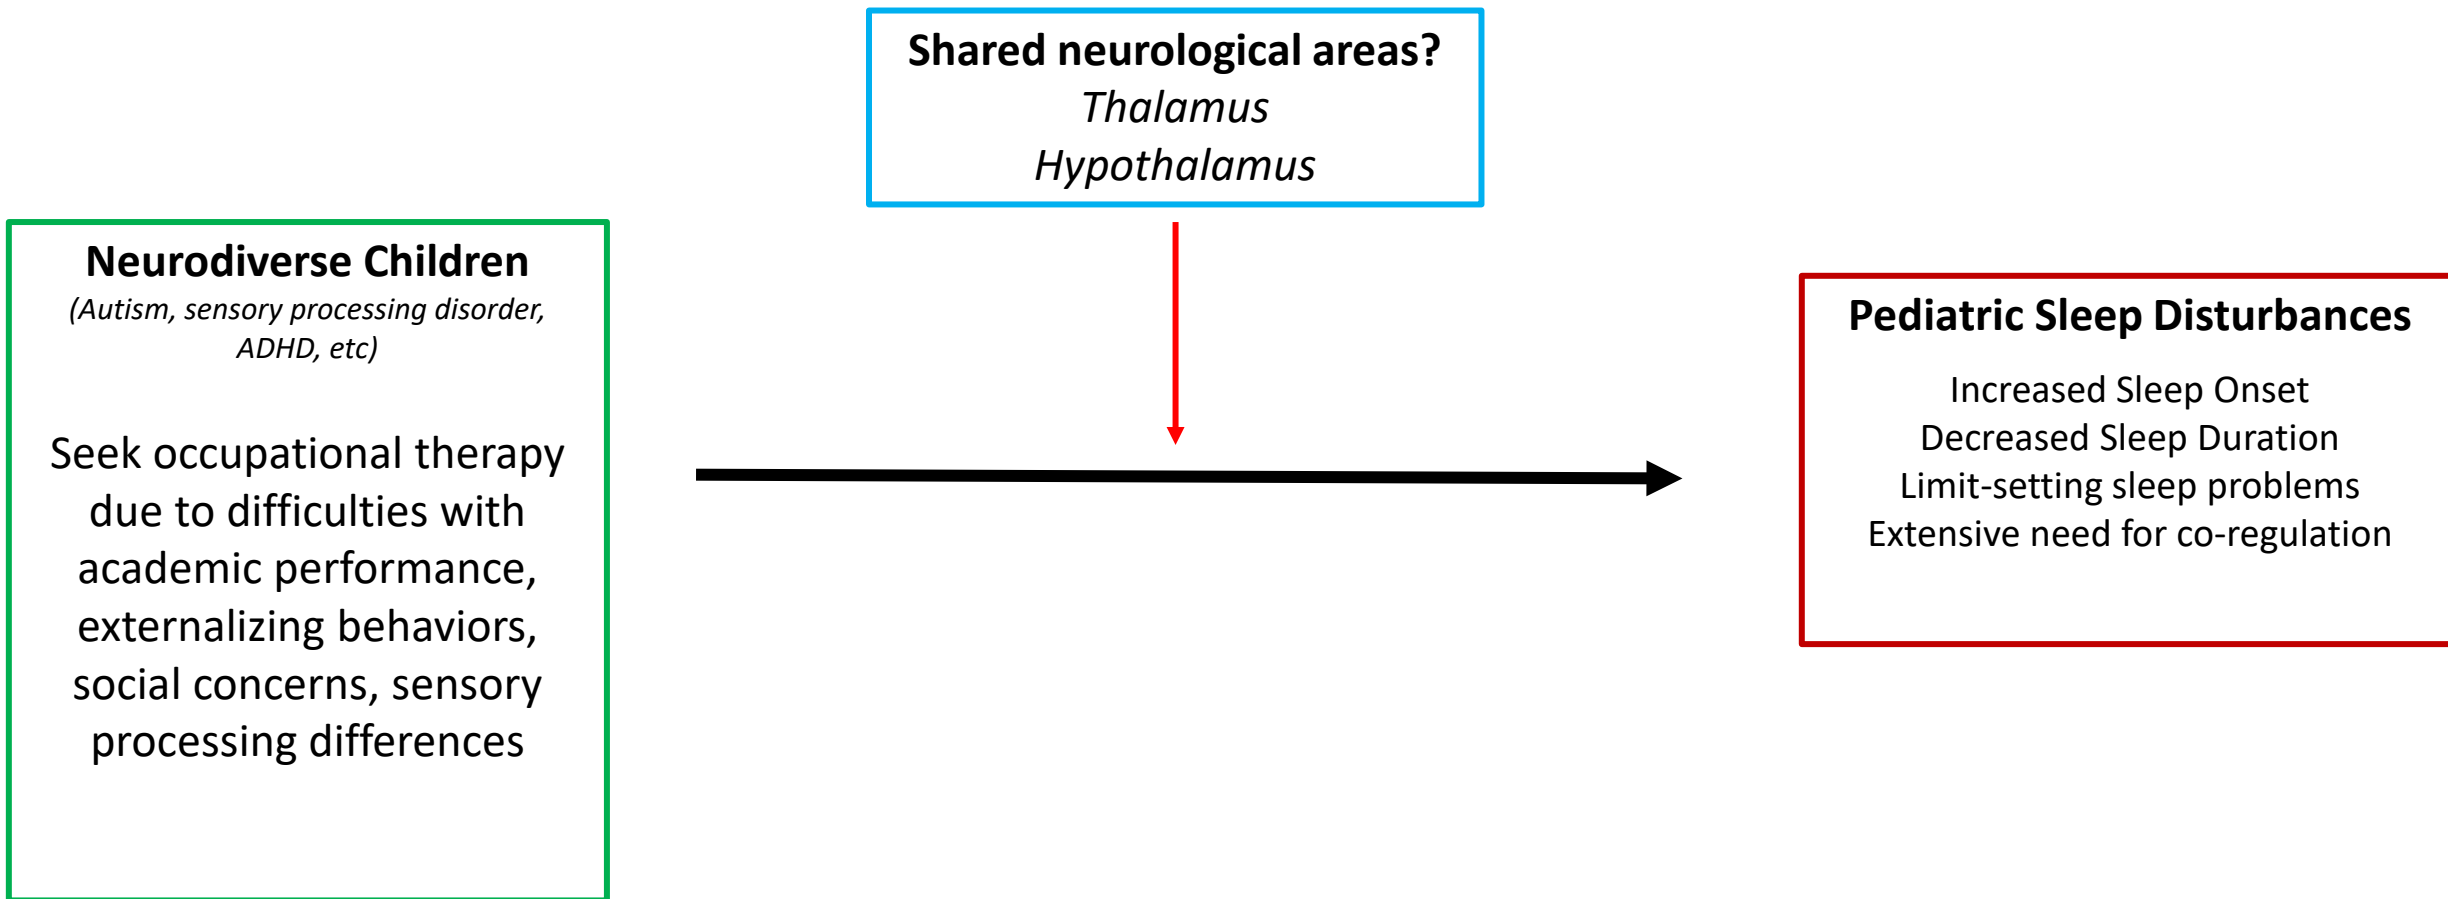 Shared neurological areas?
Thalamus
Hypothalamus
Neurodiverse Children
(Autism, sensory processing disorder,
ADHD, etc)
Seek occupational therapy
due to difficulties with
academic performance,
externalizing behaviors,
social concerns, sensory
processing differences
Pediatric Sleep Disturbances
Increased Sleep Onset
Decreased Sleep Duration
Limit-setting sleep problems
Extensive need for co-regulation